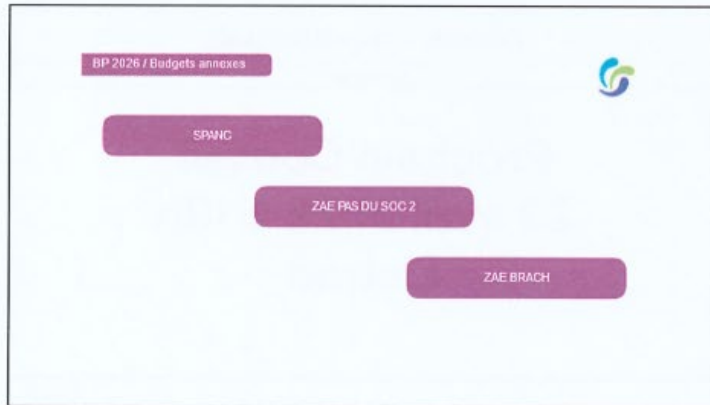 BP 2026 / Budgets annexes
SPANC
ZAE PAS DU SOC 2
ZAE BRACH